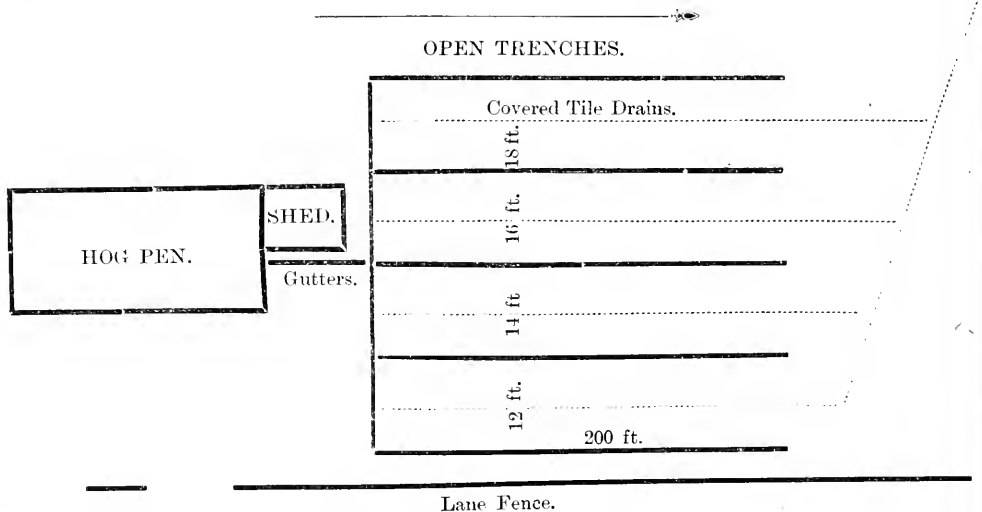 OPEN TRENCHES.
Covered Tile Drains.
18 ft.
16 ft.
SHED.
HOG PEN.
Gutters.
14 ft
12 ft.
200 ft.
Lane Fence.